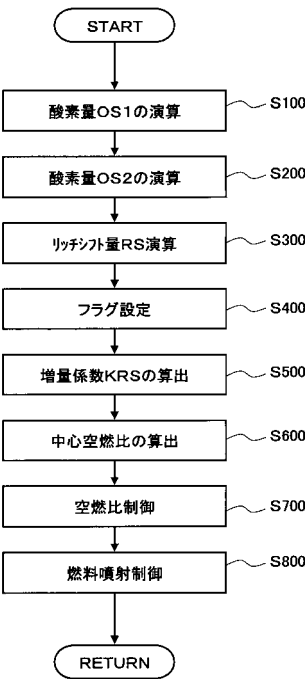 START
酸素量OS1の演算
S100
酸素量OS2の演算
S200
リッチシフト量RS演算
S300
フラグ設定
S400
増量係数KRSの算出
S500
中心空燃比の算出
S600
空燃比制御
S700
燃料噴射制御
S800
RETURN